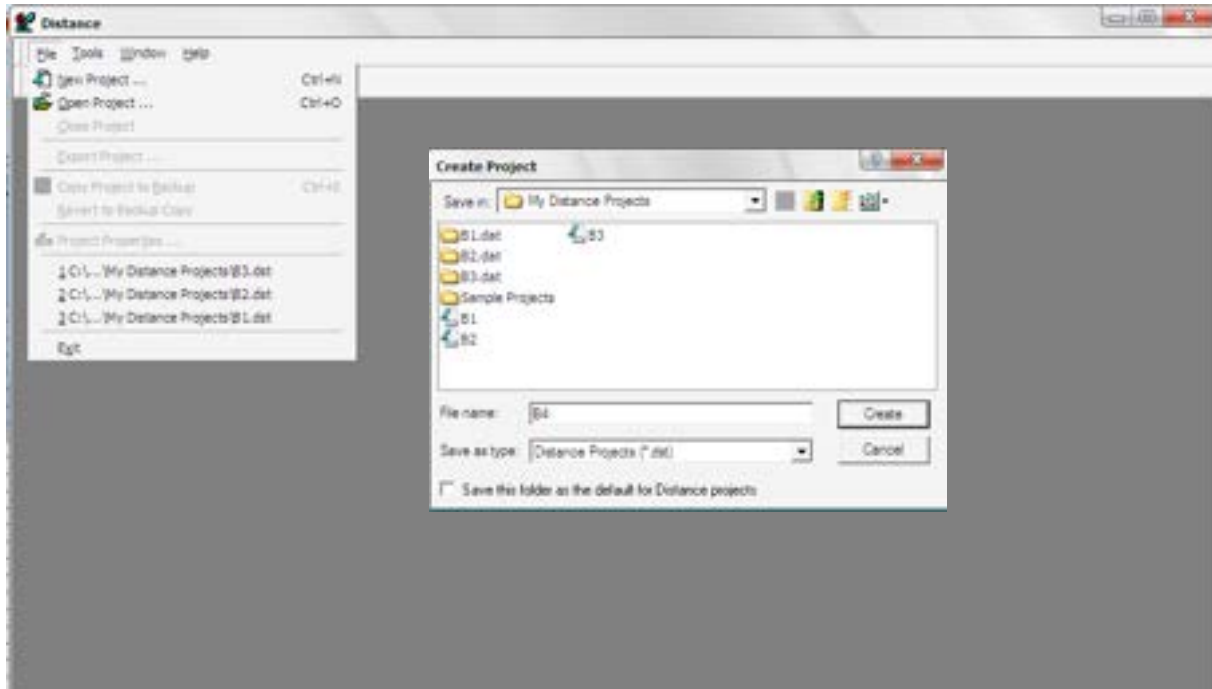 Distance
File Tools Window Help
New Project ... Ctrl+N
Open Project ... Ctrl+O
Close Project
Export Project ...
Copy Project to Backup
Revert to Backup Copy
Project Properties ...
1 C:\...\My Distance Projects\B3.dst
2 C:\...\My Distance Projects\B2.dst
3 C:\...\My Distance Projects\B1.dst
Exit
Create Project
Save in: My Distance Projects
B1.dat B3
B2.dat
B3.dat
Sample Projects
B1
B2
File name: B4 Create
Save as type: Distance Projects (*.dst) Cancel
Save this folder as the default for Distance projects